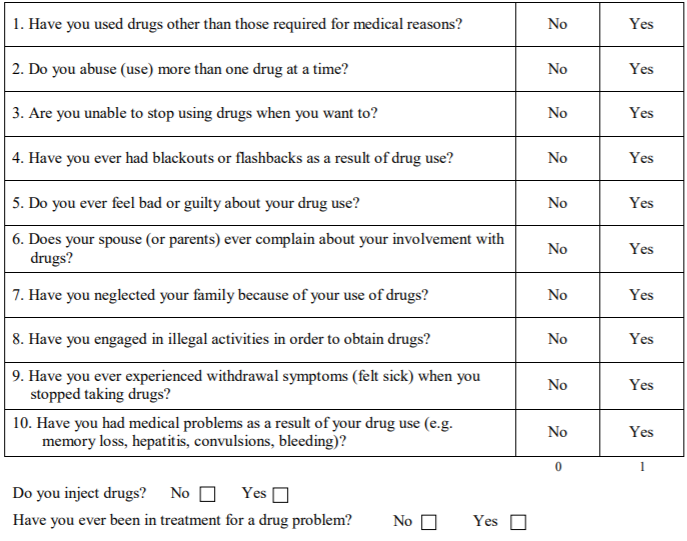 1. Have you used drugs other than those required for medical reasons? No Yes
2. Do you abuse (use) more than one drug at a time? No Yes
3. Are you unable to stop using drugs when you want to? No Yes
4. Have you ever had blackouts or flashbacks as a result of drug use? No Yes
5. Do you ever feel bad or guilty about your drug use? No Yes
6. Does your spouse (or parents) ever complain about your involvement with
drugs? No Yes
7. Have you neglected your family because of your use of drugs? No Yes
8. Have you engaged in illegal activities in order to obtain drugs? No Yes
9. Have you ever experienced withdrawal symptoms (felt sick) when you
stopped taking drugs? No Yes
10. Have you had medical problems as a result of your drug use (e.g.
memory loss, hepatitis, convulsions, bleeding)? No Yes
0 1
Do you inject drugs? No Yes
Have you ever been in treatment for a drug problem? No Yes